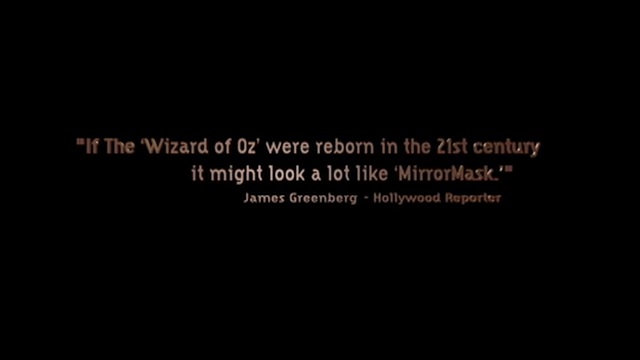 "If The 'Wizard of Oz' were reborn in the 21st century
it might look a lot like 'MirrorMask.'"
James Greenberg - Hollywood Reporter